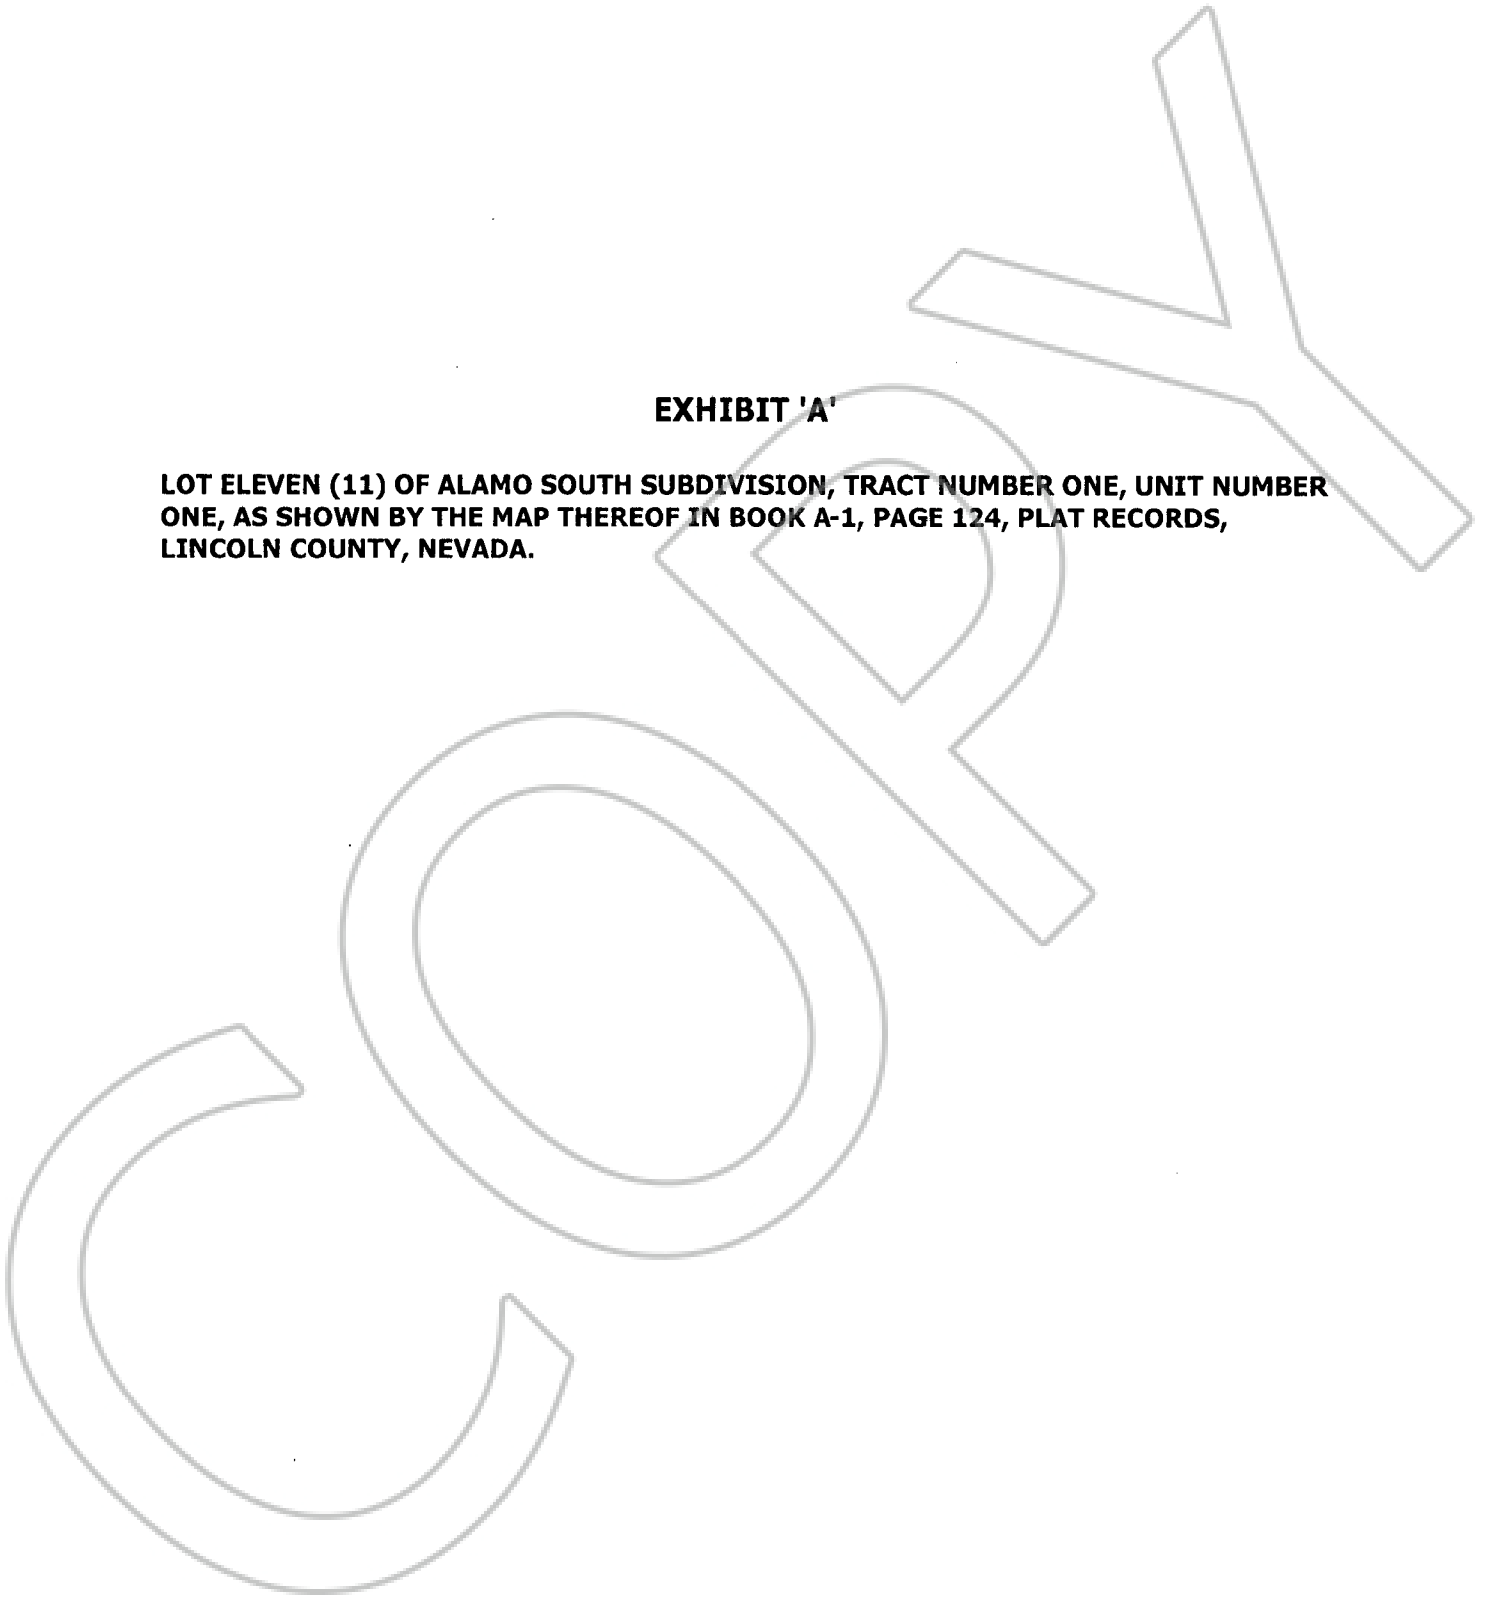 EXHIBIT 'A'
LOT ELEVEN (11) OF ALAMO SOUTH SUBDIVISION, TRACT NUMBER ONE, UNIT NUMBER
ONE, AS SHOWN BY THE MAP THEREOF IN BOOK A-1, PAGE 124, PLAT RECORDS,
LINCOLN COUNTY, NEVADA.
COPY